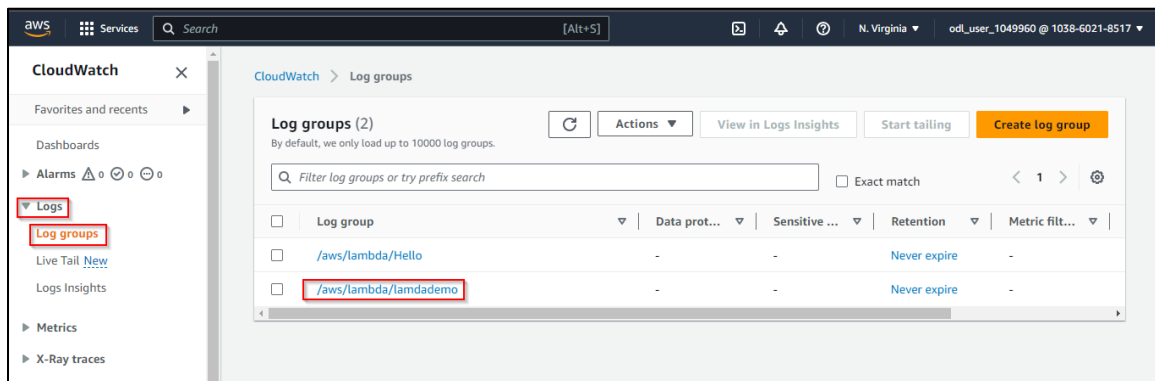 aws Services Search [Alt+S] N. Virginia odl_user_1049960 @ 1038-6021-8517
CloudWatch
Favorites and recents
Dashboards
Alarms 0 0 0
Logs
Log groups
Live Tail New
Logs Insights
Metrics
X-Ray traces
CloudWatch > Log groups
Log groups (2)
By default, we only load up to 10000 log groups.
Actions View in Logs Insights Start tailing Create log group
Filter log groups or try prefix search Exact match 1
Log group Data prot... Sensitive ... Retention Metric filt...
/aws/lambda/Hello - - Never expire -
/aws/lambda/lamdademo - - Never expire -